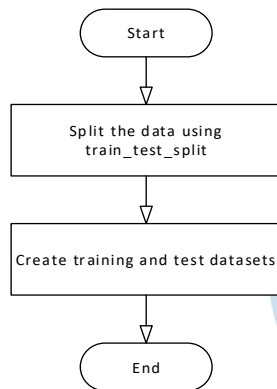 Start
Split the data using
train_test_split
Create training and test datasets
End